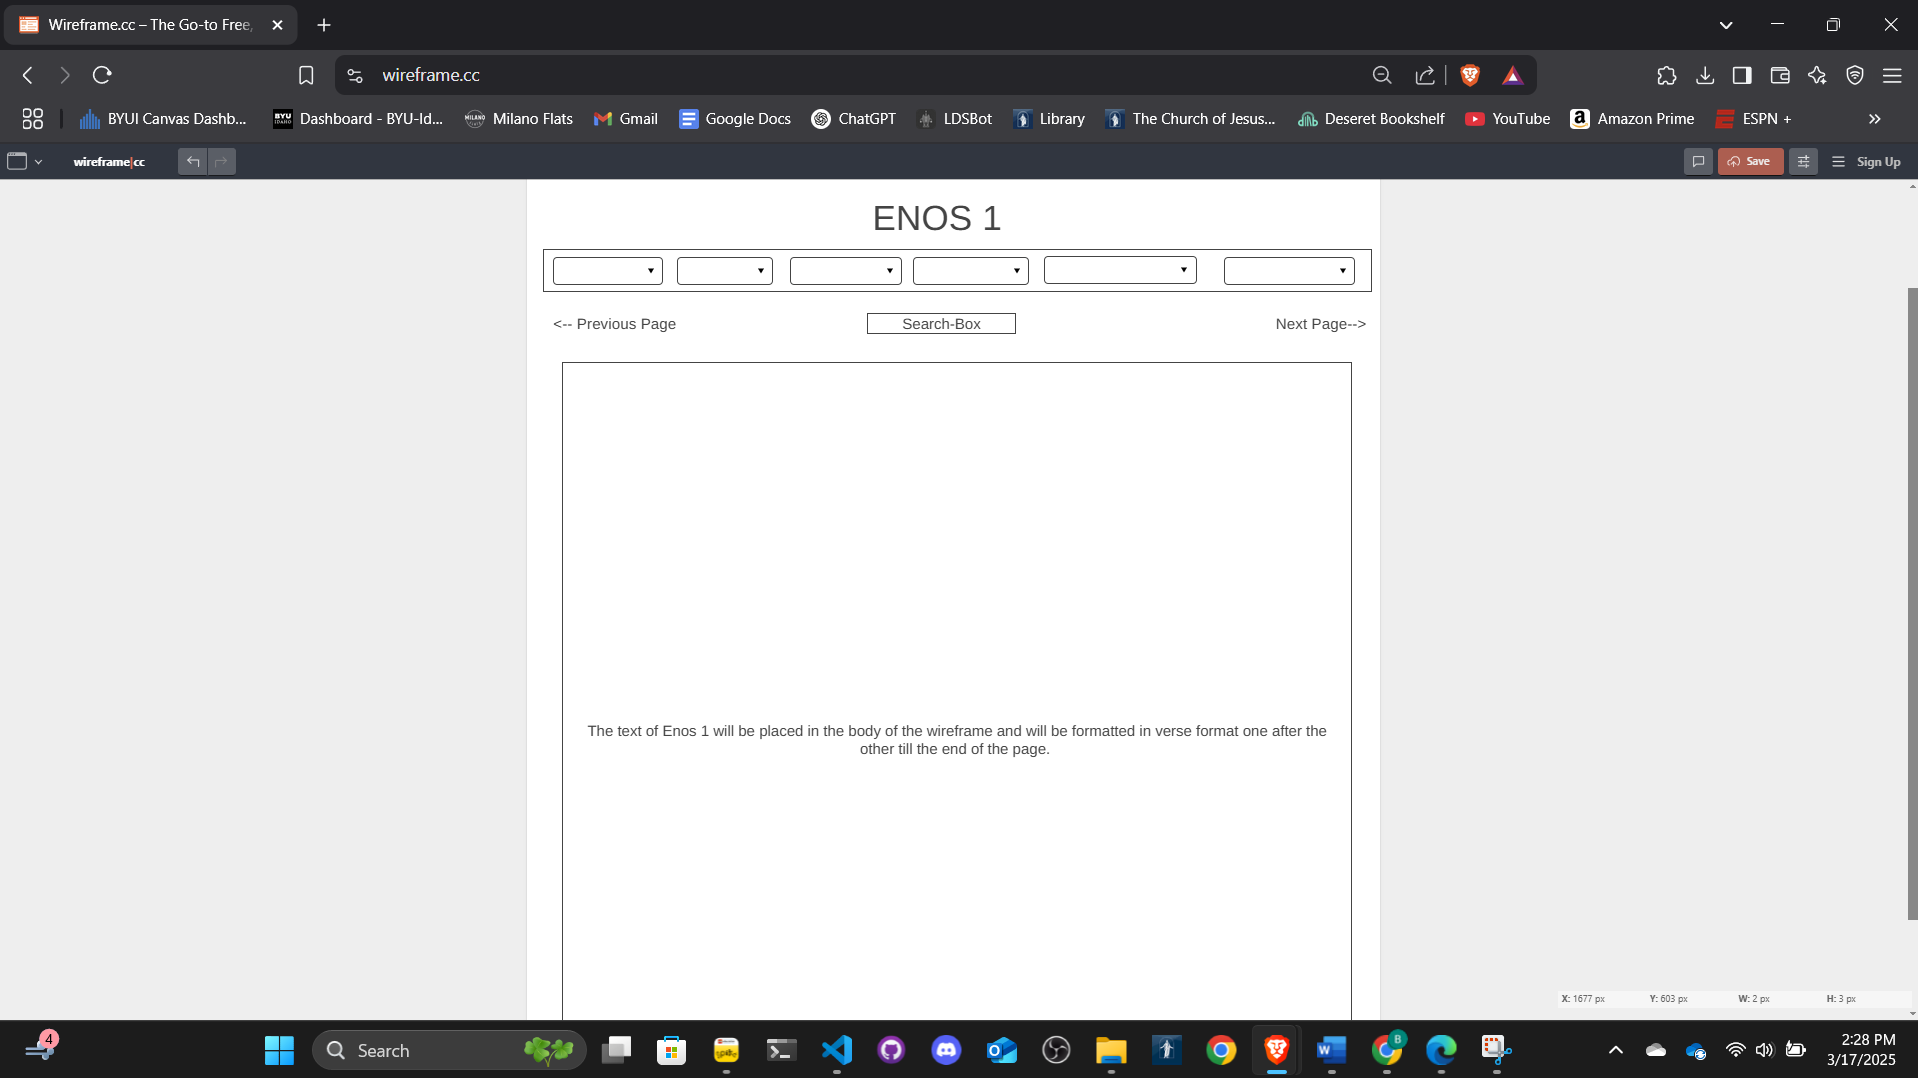 Wireframe.cc – The Go-to Free,
wireframe.cc
BYUI Canvas Dashb...
BYU IDAHO
Dashboard - BYU-Id...
Milano Flats
Gmail
Google Docs
ChatGPT
LDSBot
Library
The Church of Jesus...
Deseret Bookshelf
YouTube
Amazon Prime
ESPN +
wireframe|cc
Save
Sign Up
ENOS 1
<-- Previous Page
Search-Box
Next Page-->
The text of Enos 1 will be placed in the body of the wireframe and will be formatted in verse format one after the
other till the end of the page.
X: 1677 px Y: 603 px W: 2 px H: 3 px
4
Search
B
2:28 PM
3/17/2025